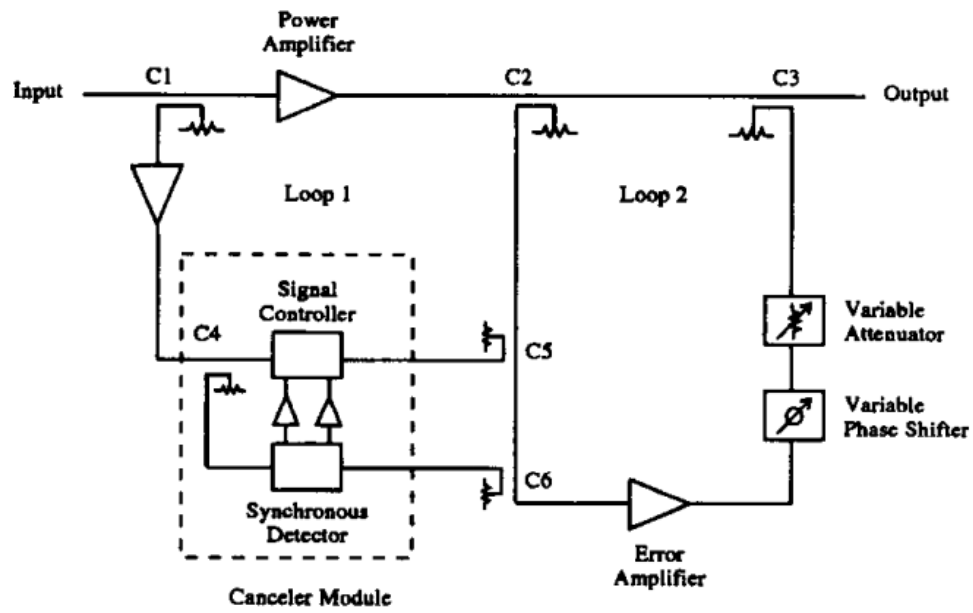 Power
Amplifier
C1
C2
C3
Input
Output
Loop 1
Loop 2
Signal
Controller
C4
C5
Variable
Attenuator
Variable
Phase Shifter
C6
Synchronous
Detector
Error
Amplifier
Canceler Module